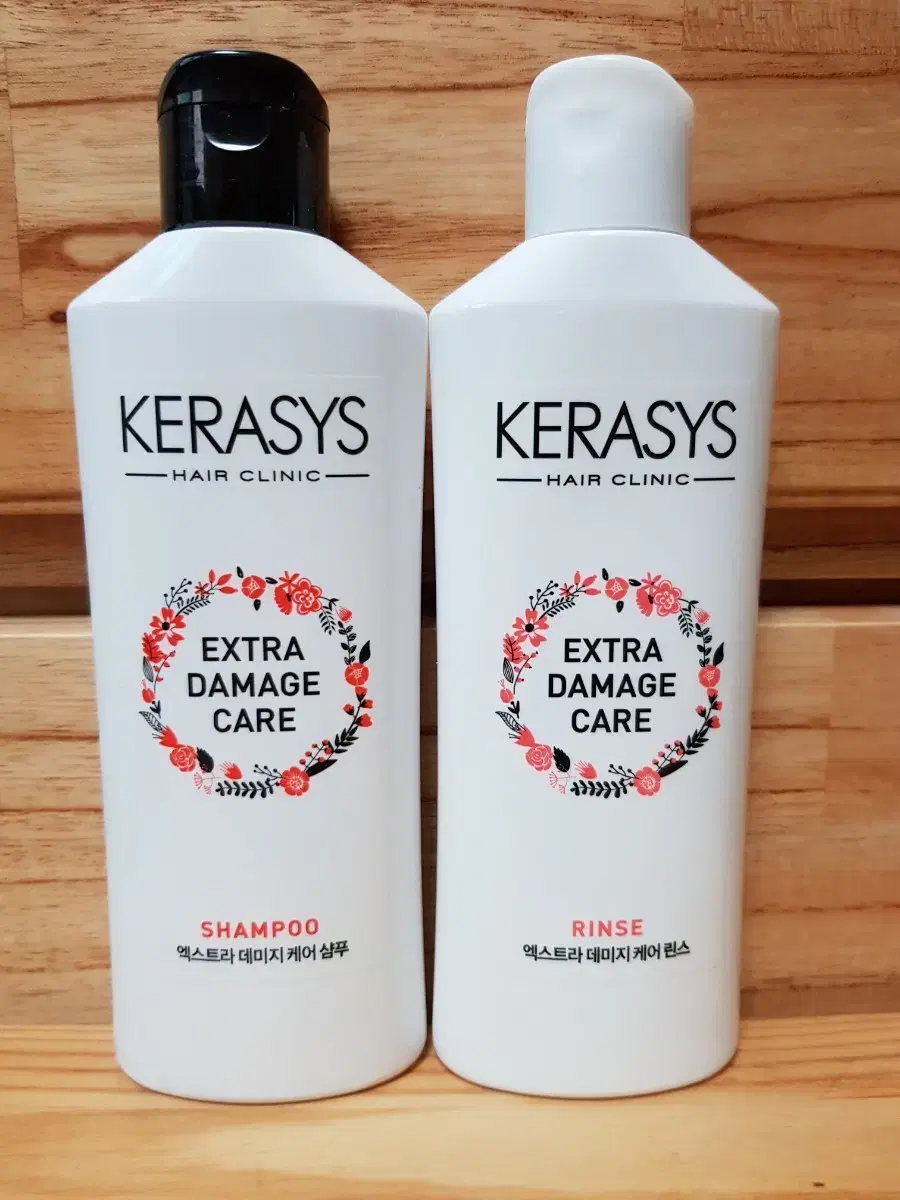 KERASYS
HAIR CLINIC
EXTRA
DAMAGE
CARE
SHAMPOO
엑스트라 데미지 케어 샴푸
KERASYS
HAIR CLINIC
EXTRA
DAMAGE
CARE
RINSE
엑스트라 데미지 케어 린스